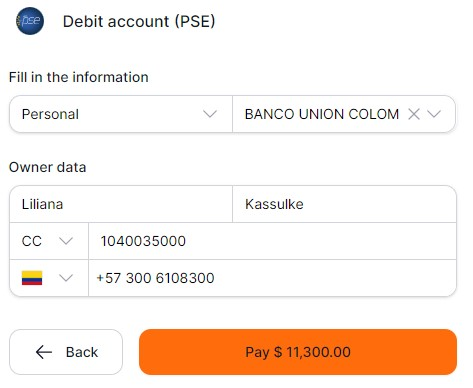 pse Debit account (PSE)
Fill in the information
Personal BANCO UNION COLOM
Owner data
Liliana Kassulke
CC 1040035000
+57 300 6108300
Back Pay $ 11,300.00